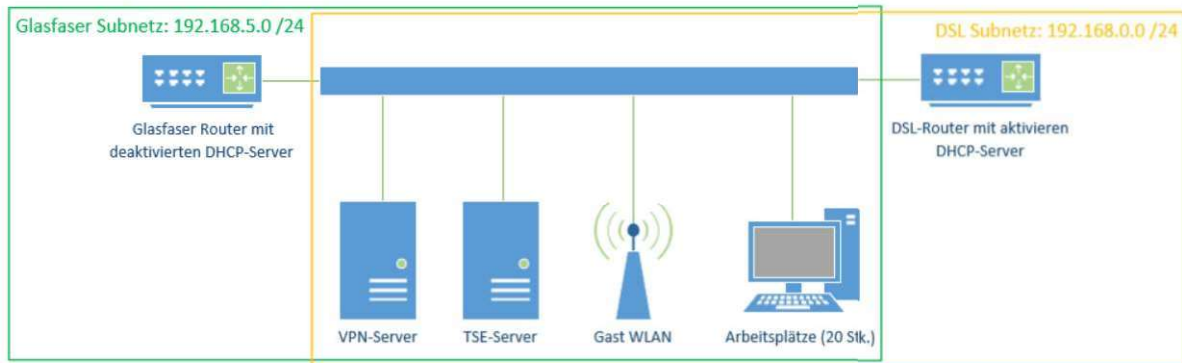 Glasfaser Subnetz: 192.168.5.0 /24
DSL Subnetz: 192.168.0.0 /24
Glasfaser Router mit
deaktivierten DHCP-Server
DSL-Router mit aktivieren
DHCP-Server
VPN-Server
TSE-Server
Gast WLAN
Arbeitsplätze (20 Stk.)